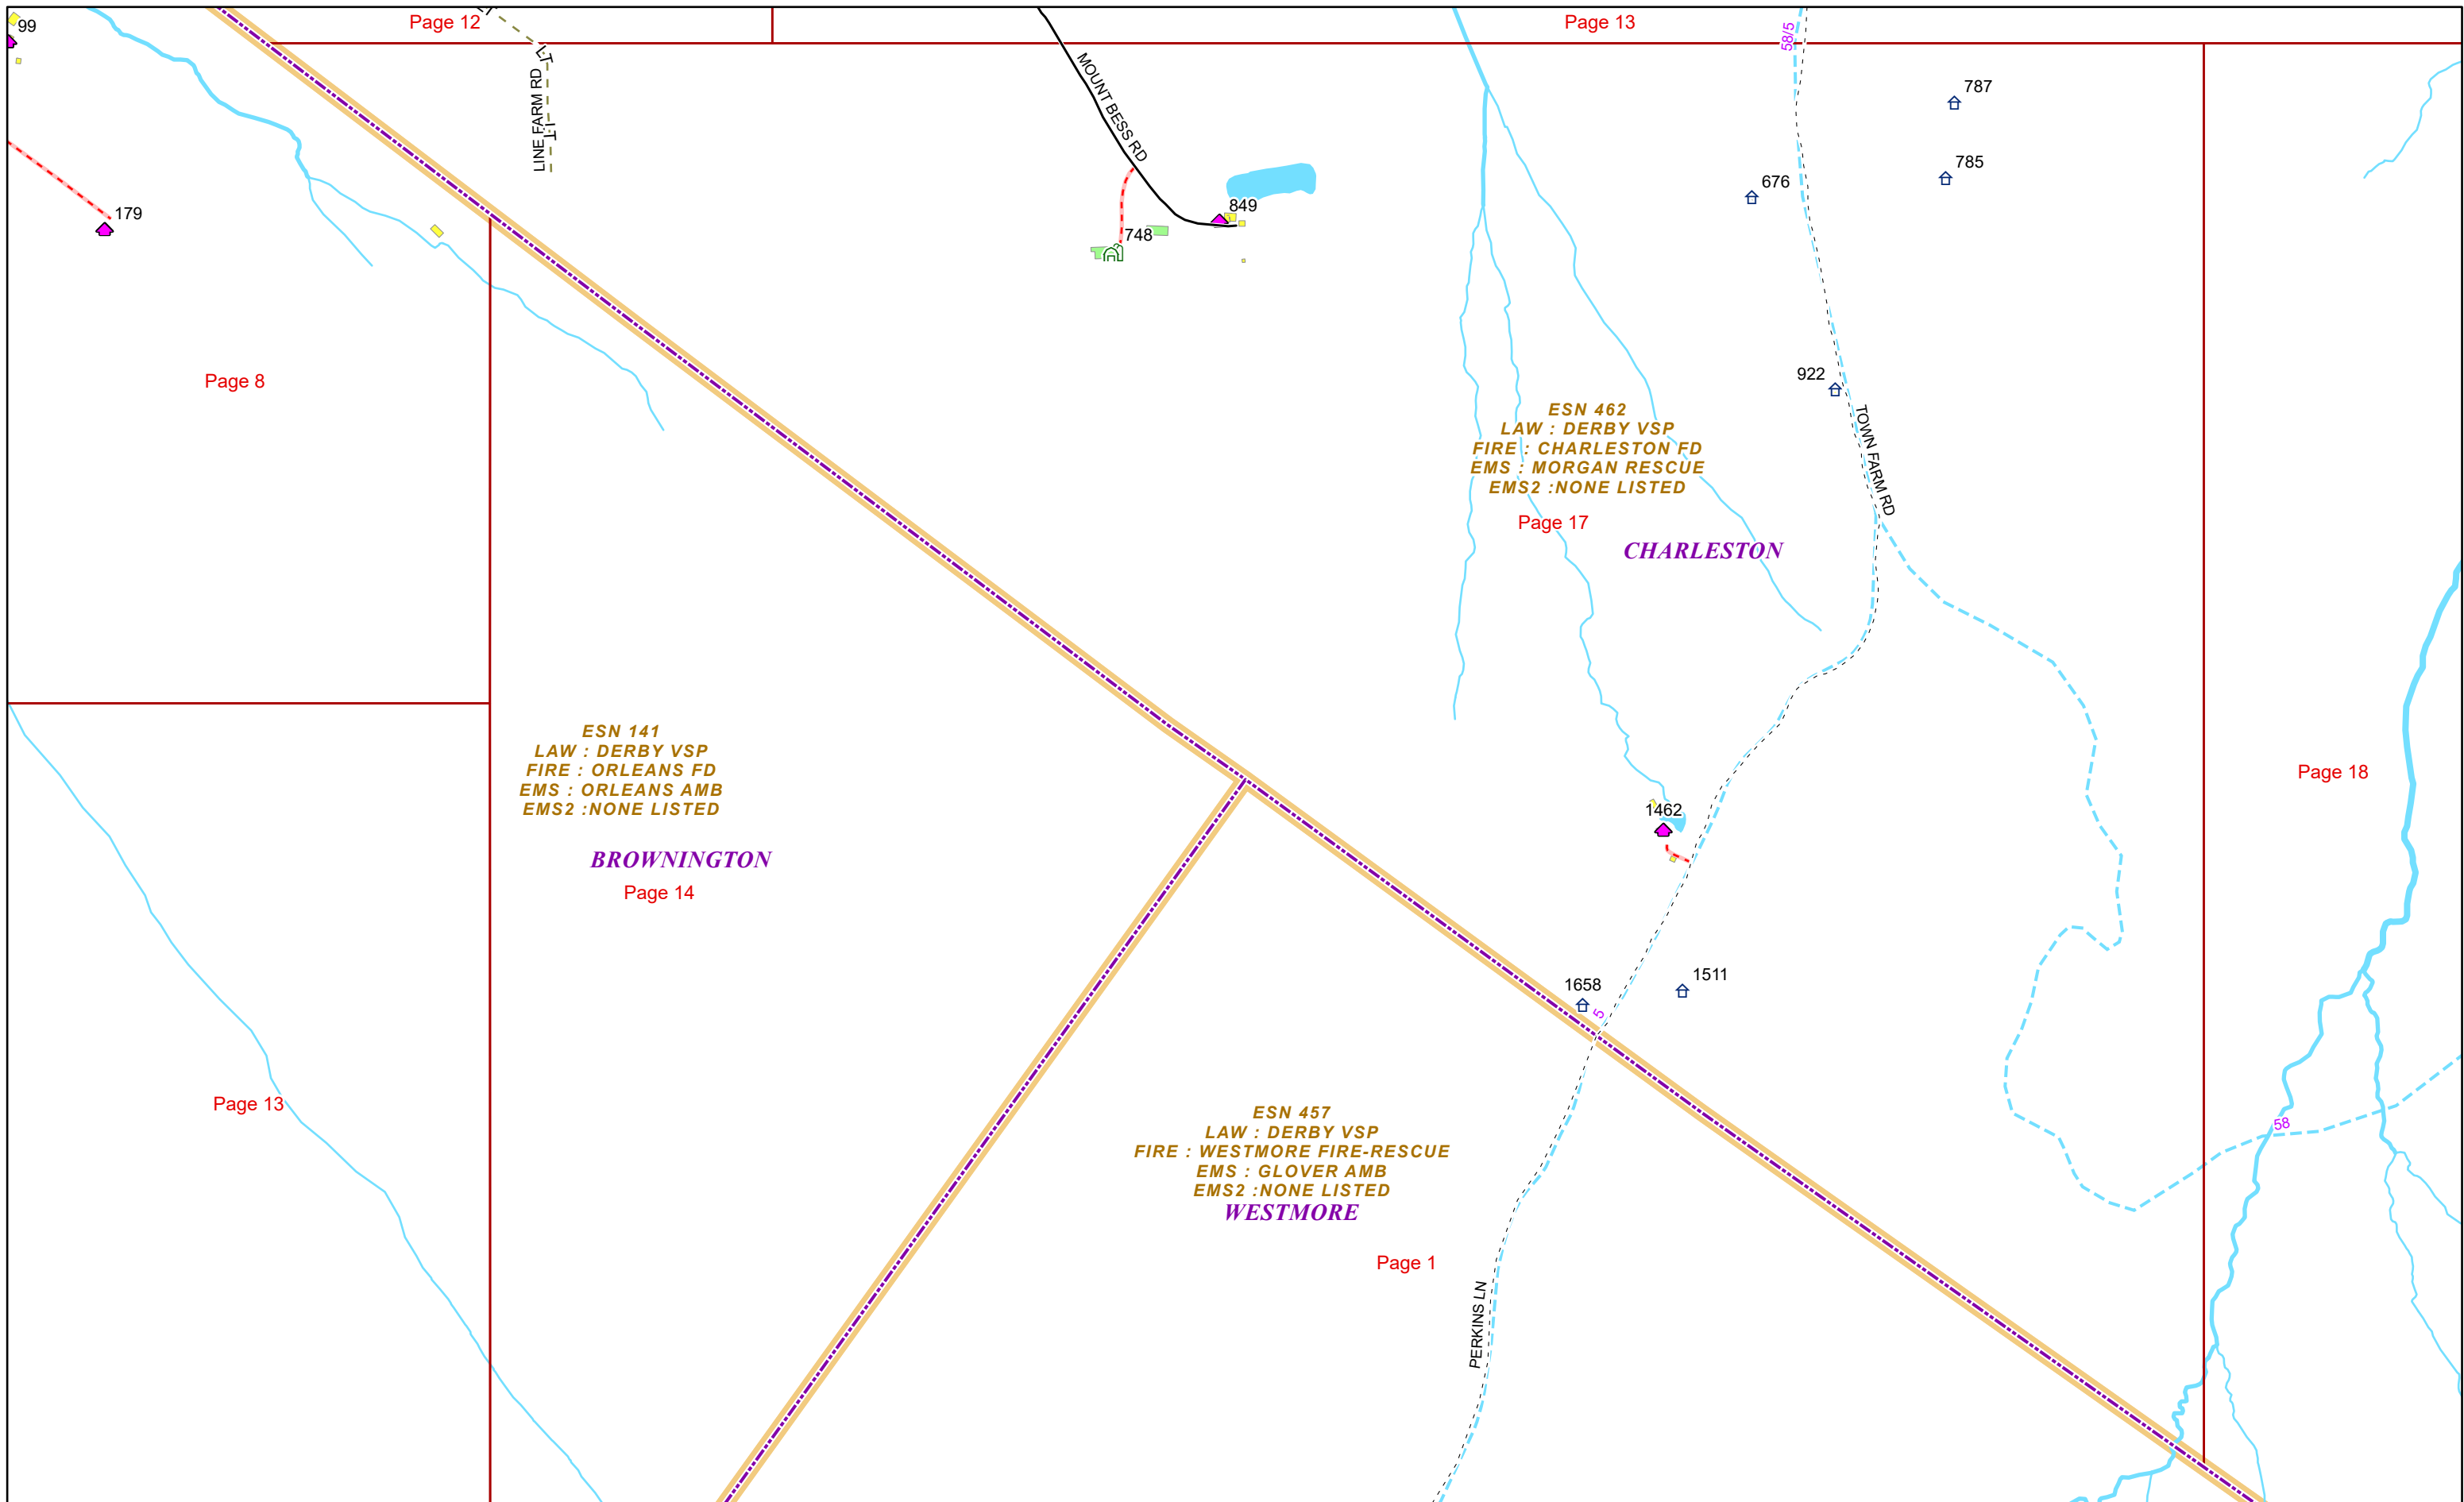 99
Page 12
Page 13
58/5
LT
LINE FARM RD
LT
MOUNT BESS RD
787
785
676
179
849
748
Page 8
922
TOWN FARM RD
ESN 462
LAW : DERBY VSP
FIRE : CHARLESTON FD
EMS : MORGAN RESCUE
EMS2 :NONE LISTED
Page 17
CHARLESTON
ESN 141
LAW : DERBY VSP
FIRE : ORLEANS FD
EMS : ORLEANS AMB
EMS2 :NONE LISTED
BROWNINGTON
Page 14
Page 18
1462
1658
1511
5
Page 13
ESN 457
LAW : DERBY VSP
FIRE : WESTMORE FIRE-RESCUE
EMS : GLOVER AMB
EMS2 :NONE LISTED
WESTMORE
58
Page 1
PERKINS LN